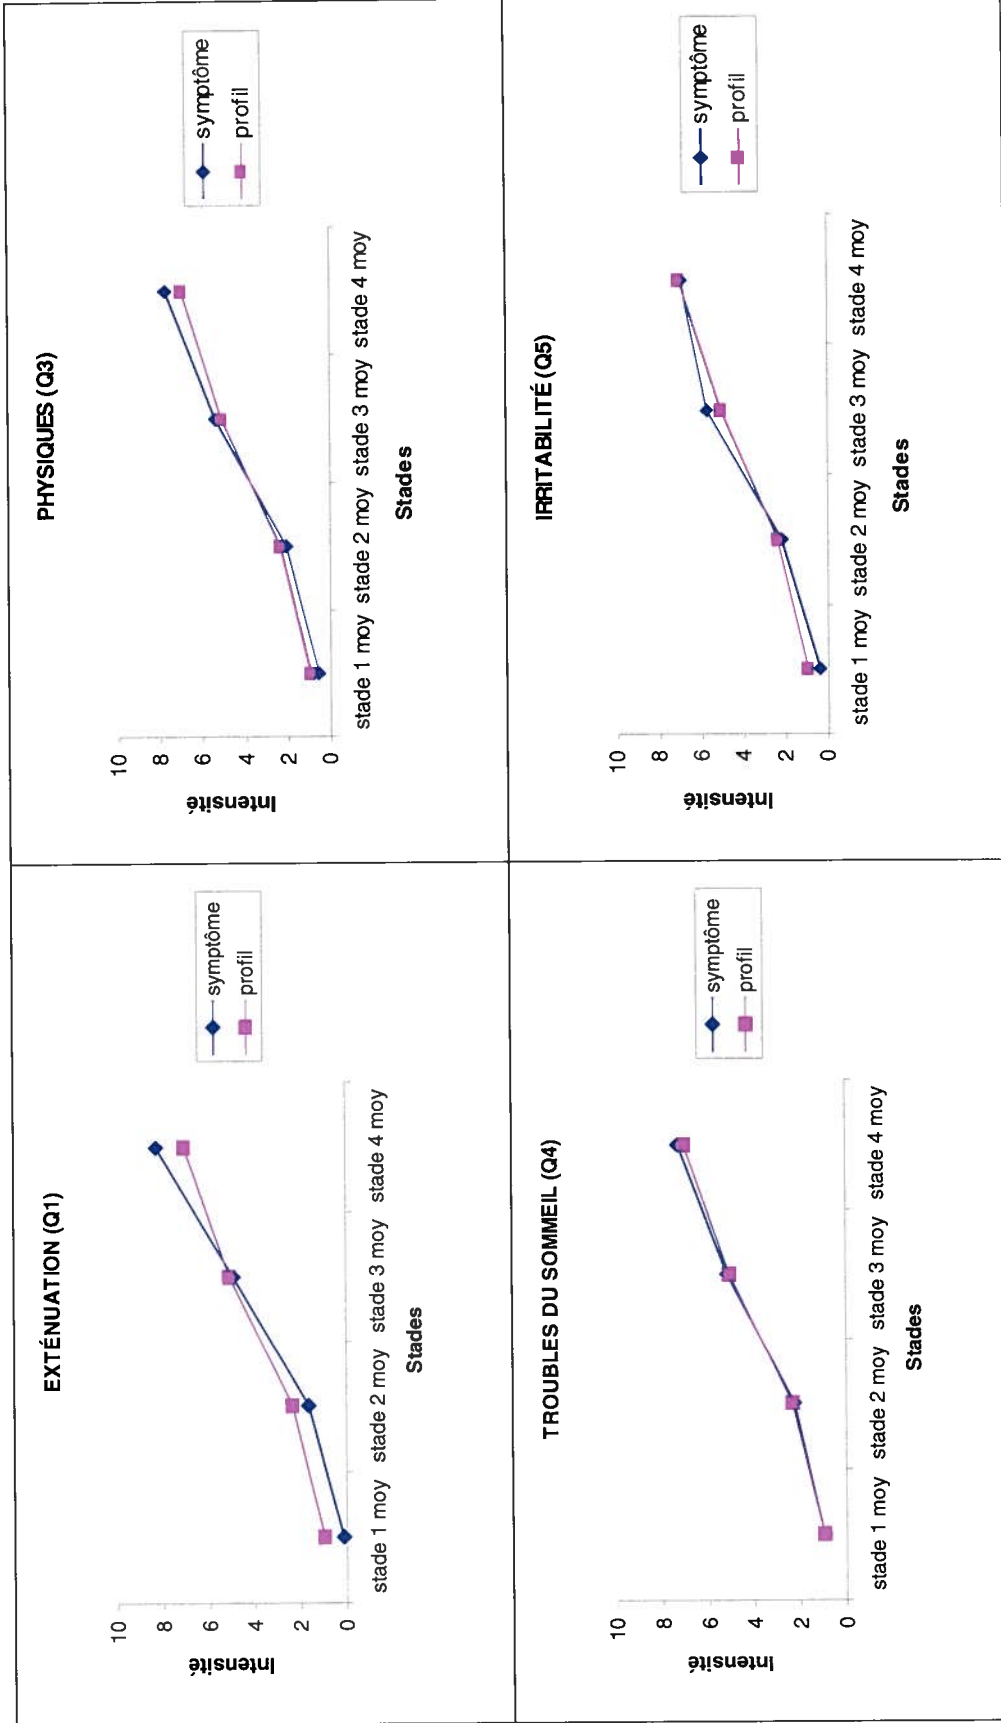 EXTÉNUATION (Q1)
Intensité
10
8
6
4
2
0
stade 1 moy stade 2 moy stade 3 moy stade 4 moy
Stades
symptôme
profil
PHYSIQUES (Q3)
Intensité
10
8
6
4
2
0
stade 1 moy stade 2 moy stade 3 moy stade 4 moy
Stades
symptôme
profil
TROUBLES DU SOMMEIL (Q4)
Intensité
10
8
6
4
2
0
stade 1 moy stade 2 moy stade 3 moy stade 4 moy
Stades
symptôme
profil
IRRITABILITÉ (Q5)
Intensité
10
8
6
4
2
0
stade 1 moy stade 2 moy stade 3 moy stade 4 moy
Stades
symptôme
profil